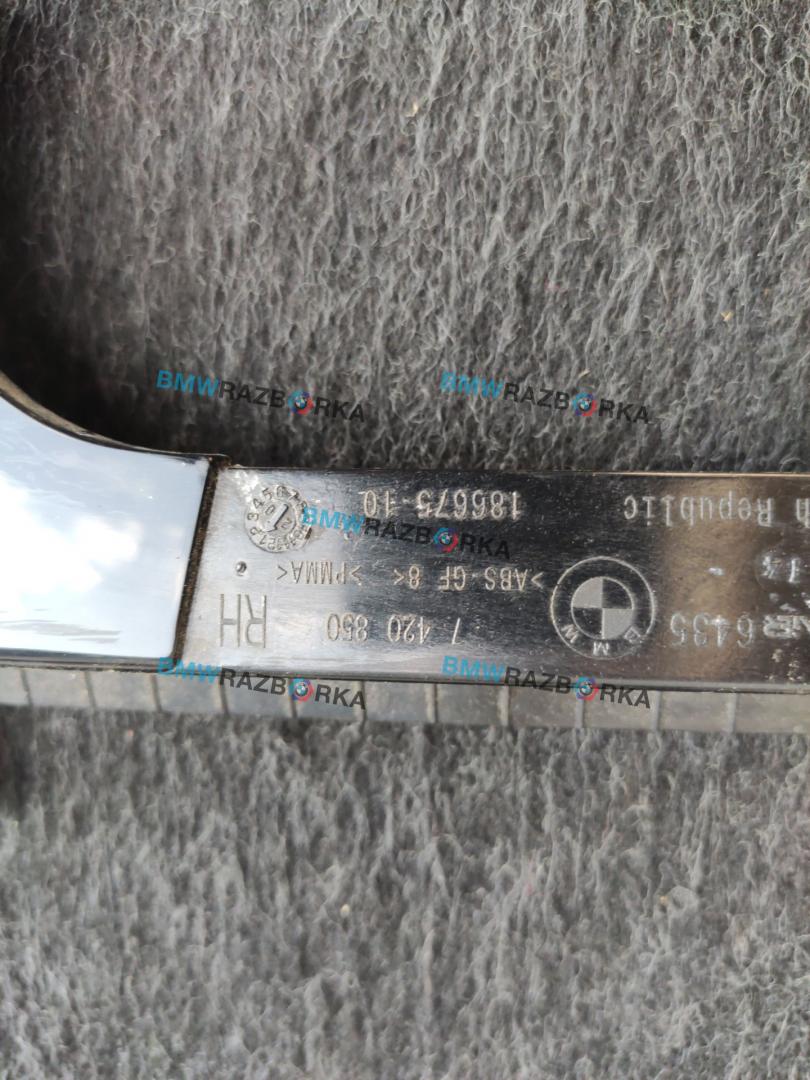 BMWRAZBORKA
BMWRAZBORKA
6435
7 420 850
RH
BMW
>ABS-GF 8< >PMMA<
Republic
186675-10
BMWRAZBORKA
BMWRAZBORKA
BMWRAZBORKA